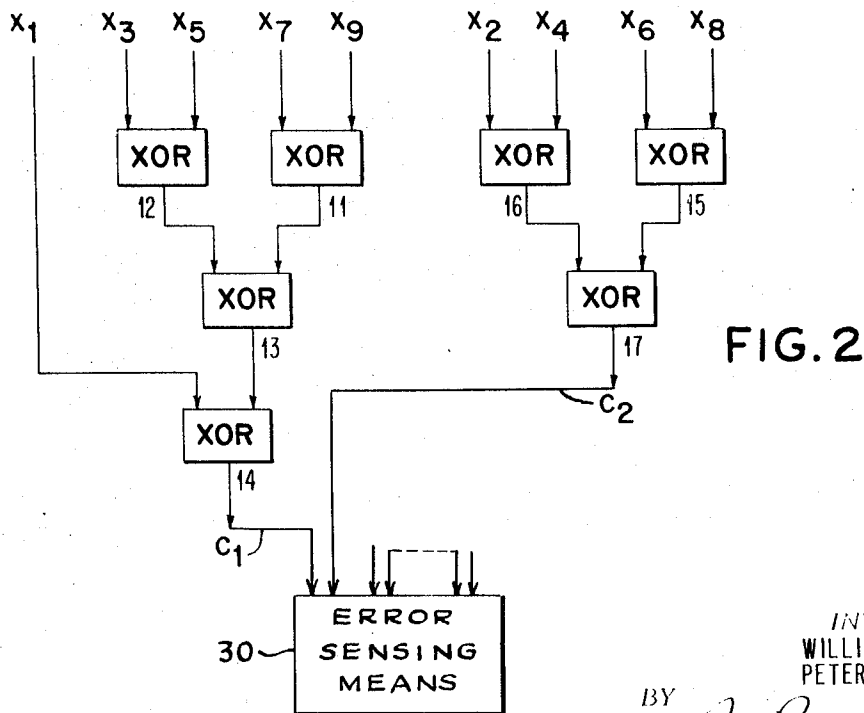 X1 X3 X5 X7 X9 X2 X4 X6 X8
XOR XOR XOR XOR
12 11 16 15
XOR XOR
13 17
FIG. 2
C2
XOR
14
C1
ERROR
30 SENSING
MEANS
WILLI
PETER
BY